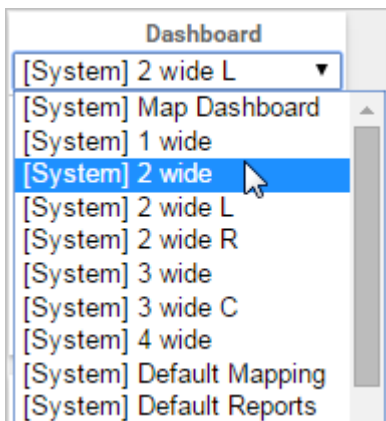 Dashboard
[System] 2 wide L
[System] Map Dashboard
[System] 1 wide
[System] 2 wide
[System] 2 wide L
[System] 2 wide R
[System] 3 wide
[System] 3 wide C
[System] 4 wide
[System] Default Mapping
[System] Default Reports